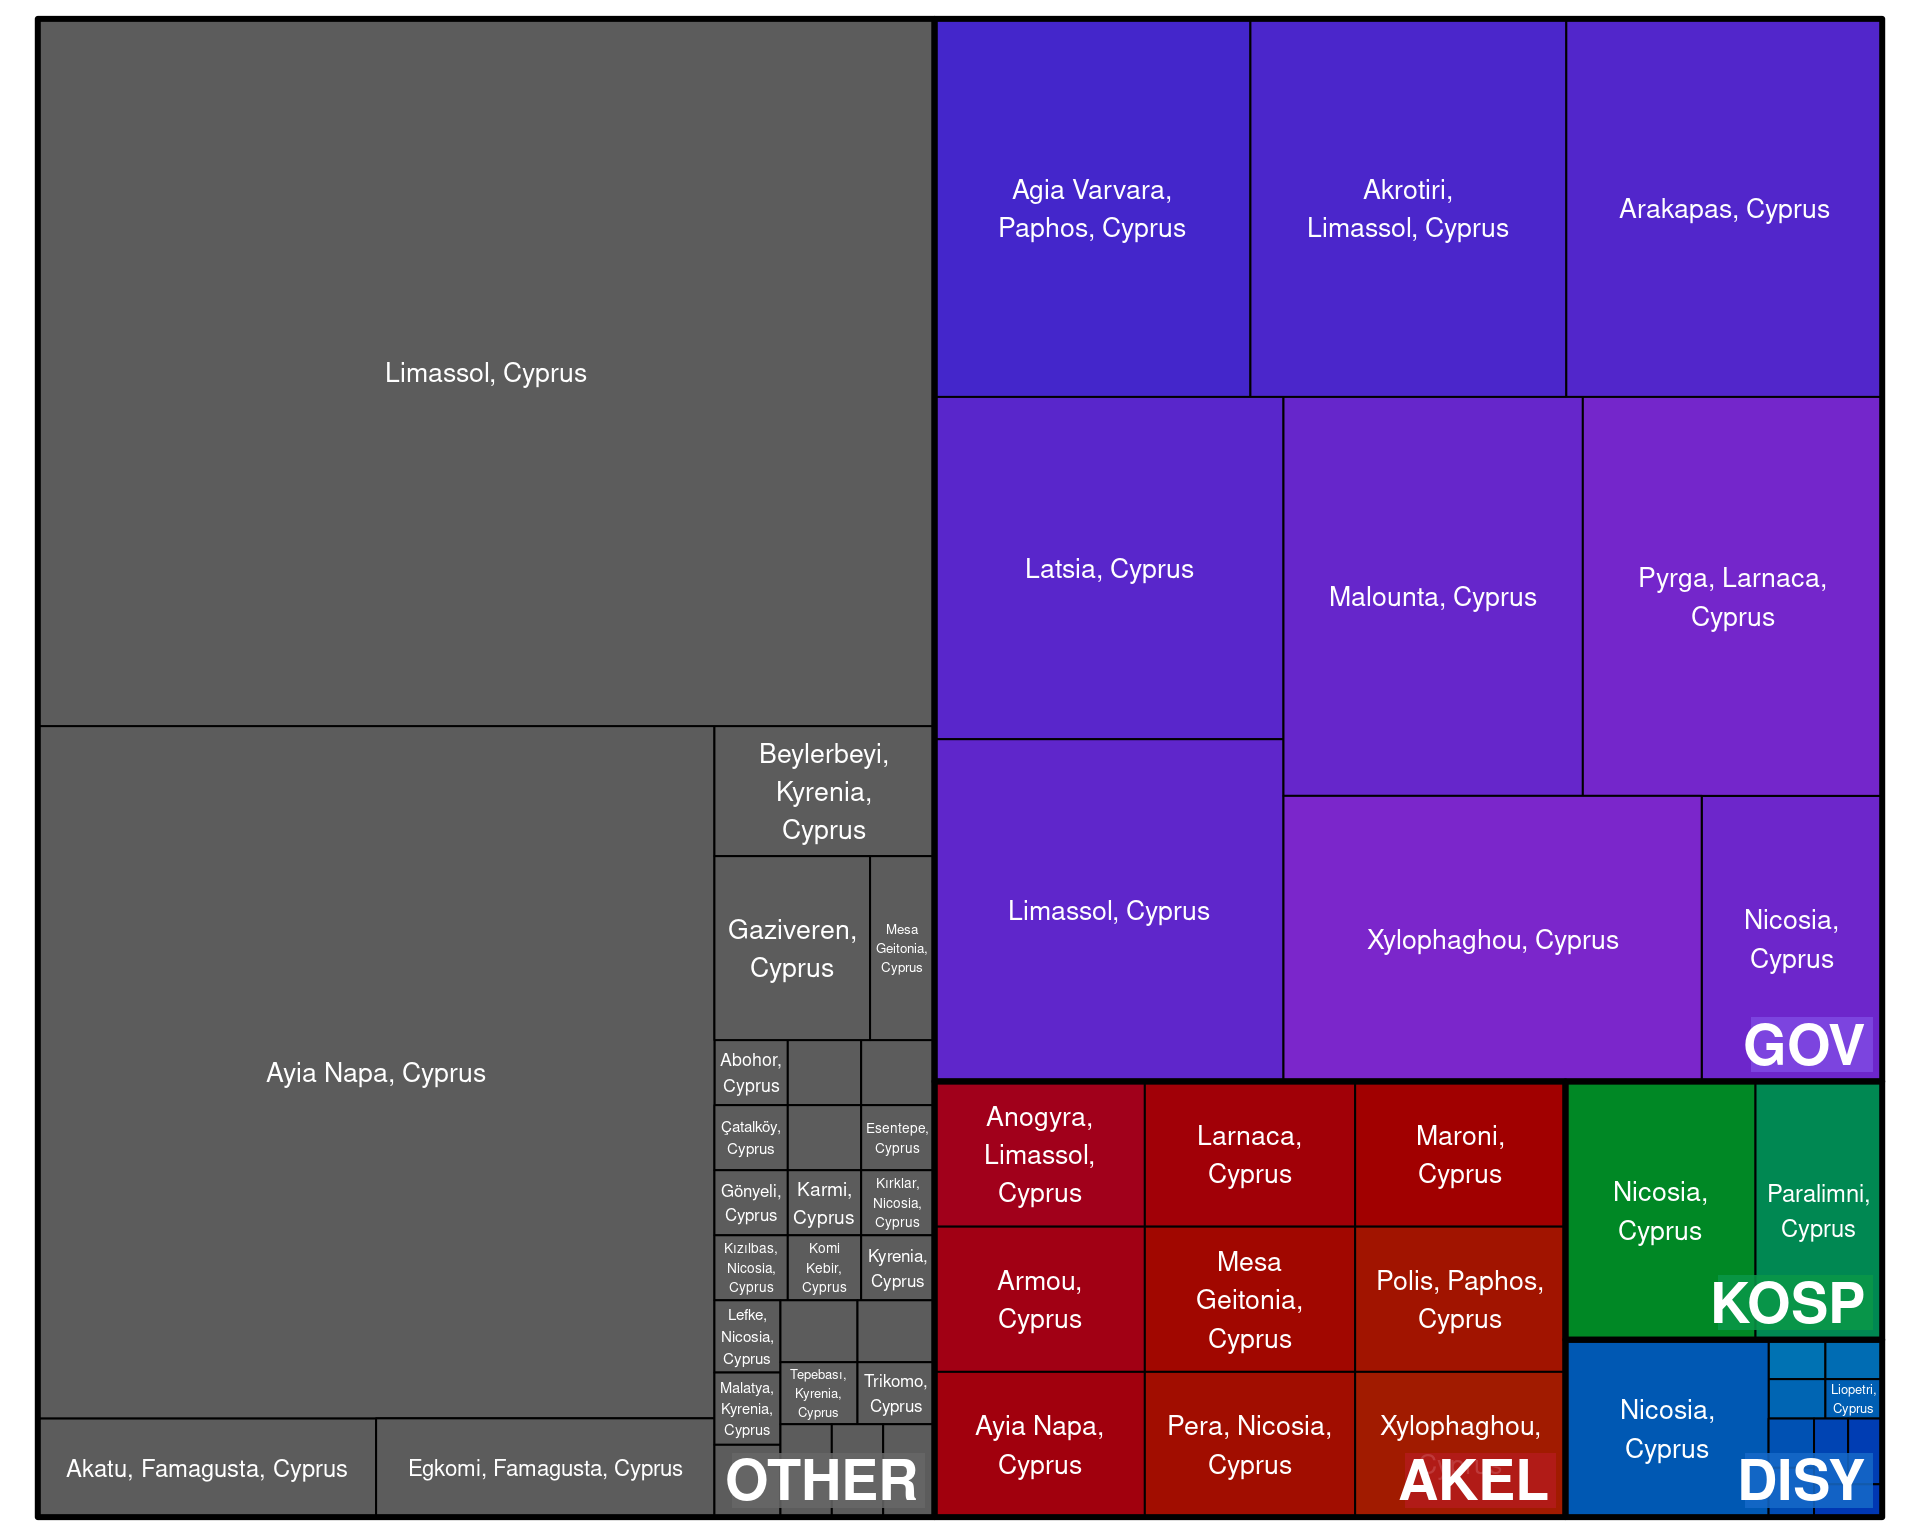 Limassol, Cyprus
Ayia Napa, Cyprus
Akatu, Famagusta, Cyprus
Egkomi, Famagusta, Cyprus
Beylerbeyi,
Kyrenia,
Cyprus
Gaziveren,
Cyprus
Mesa
Geitonia,
Cyprus
Abohor,
Cyprus
Çatalköy,
Cyprus
Esentepe,
Cyprus
Gönyeli,
Cyprus
Karmi,
Cyprus
Kırklar,
Nicosia,
Cyprus
Kızılbas,
Nicosia,
Cyprus
Komi
Kebir,
Cyprus
Kyrenia,
Cyprus
Lefke,
Nicosia,
Cyprus
Malatya,
Kyrenia,
Cyprus
Tepebası,
Kyrenia,
Cyprus
Trikomo,
Cyprus
OTHER
Agia Varvara,
Paphos, Cyprus
Akrotiri,
Limassol, Cyprus
Arakapas, Cyprus
Latsia, Cyprus
Malounta, Cyprus
Pyrga, Larnaca,
Cyprus
Limassol, Cyprus
Xylophaghou, Cyprus
Nicosia,
Cyprus
GOV
Anogyra,
Limassol,
Cyprus
Larnaca,
Cyprus
Maroni,
Cyprus
Armou,
Cyprus
Mesa
Geitonia,
Cyprus
Polis, Paphos,
Cyprus
Ayia Napa,
Cyprus
Pera, Nicosia,
Cyprus
Xylophaghou,
Cyprus
AKEL
Nicosia,
Cyprus
Paralimni,
Cyprus
KOSP
Nicosia,
Cyprus
Liopetri,
Cyprus
DISY